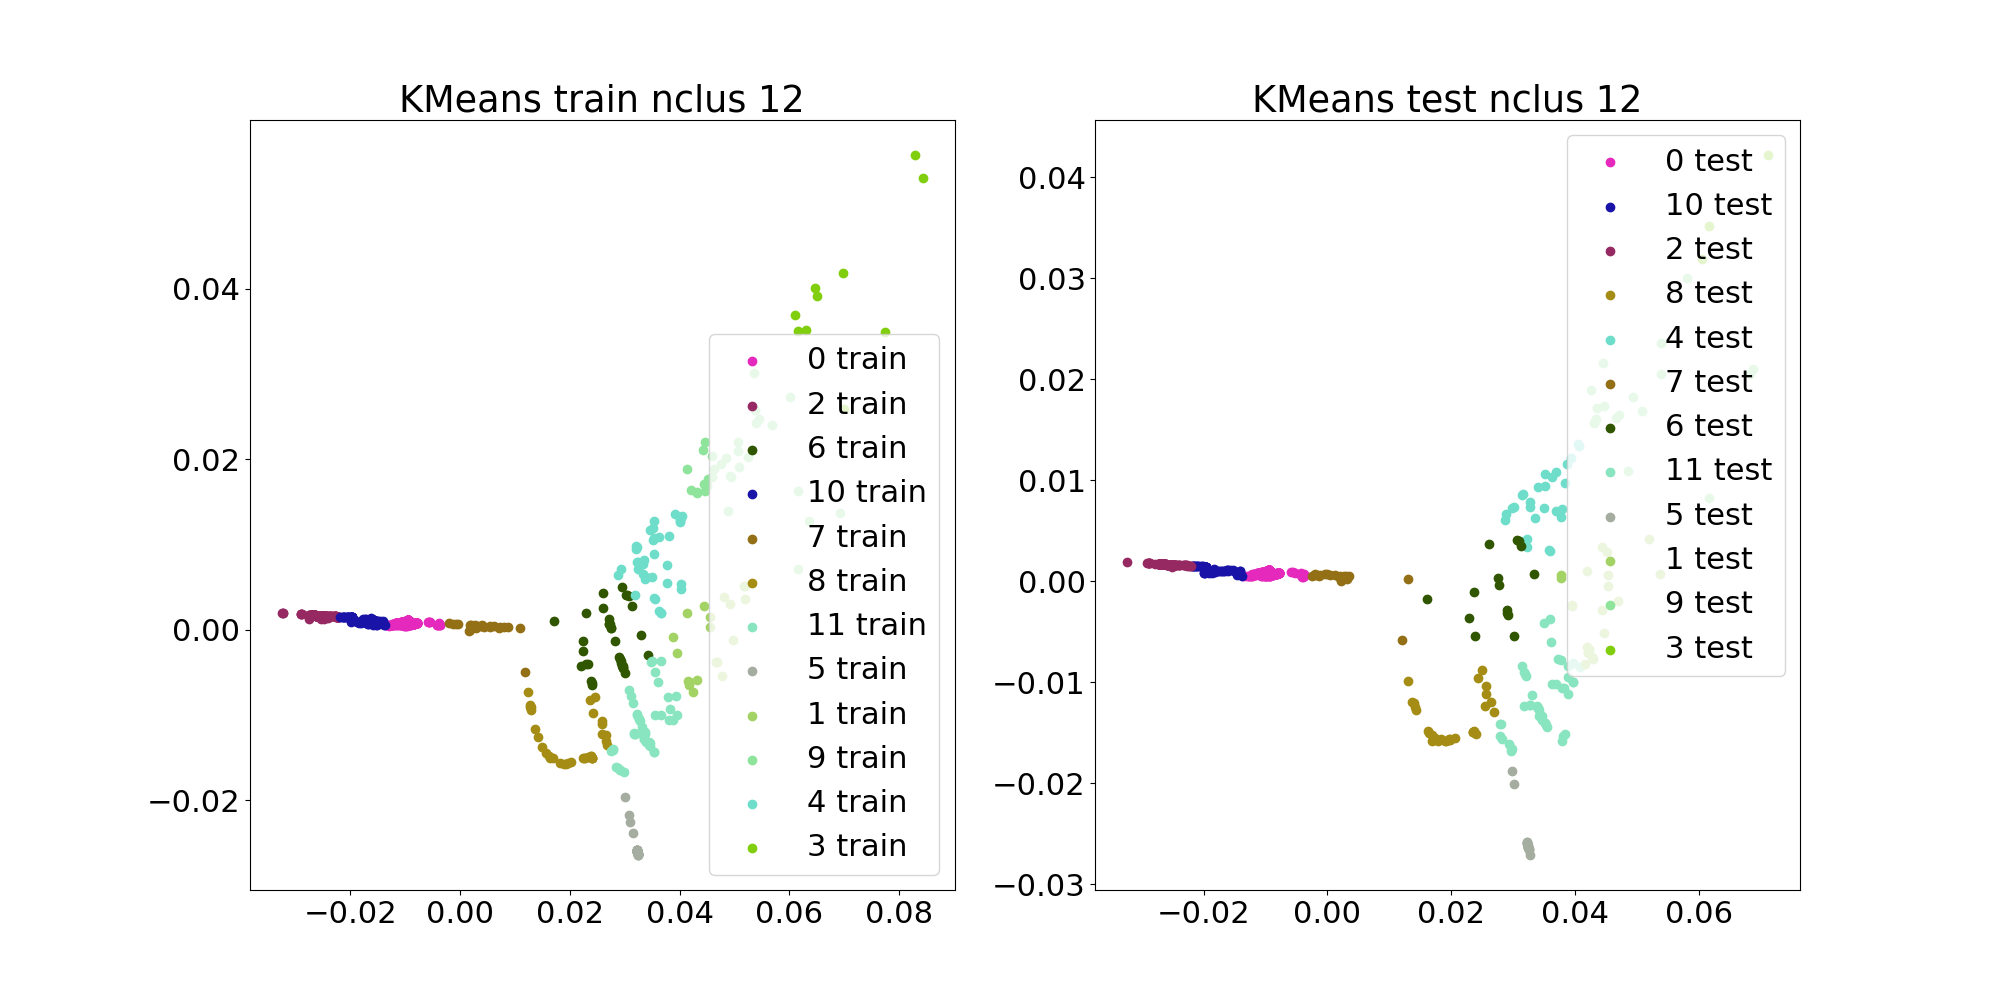 KMeans train nclus 12
0.04
0.02
0.00
−0.02
−0.02 0.00 0.02 0.04 0.06 0.08
0 train
2 train
6 train
10 train
7 train
8 train
11 train
5 train
1 train
9 train
4 train
3 train
KMeans test nclus 12
0.04
0.03
0.02
0.01
0.00
−0.01
−0.02
−0.03
−0.02 0.00 0.02 0.04 0.06
0 test
10 test
2 test
8 test
4 test
7 test
6 test
11 test
5 test
1 test
9 test
3 test